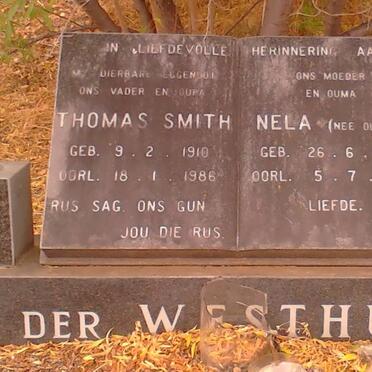 IN LIEFDEVOLLE HERINNERING AA
MY DIERBARE EGGENOOT
ONS VADER EN OUPA
THOMAS SMITH
GEB. 9. 2. 1910
OORL. 18. 1. 1986
RUS SAG. ONS GUN
JOU DIE RUS.
ONS MOEDER
EN OUMA
NELA (NEE
GEB. 26. 6.
OORL. 5. 7.
LIEFDE.
DER WESTHU